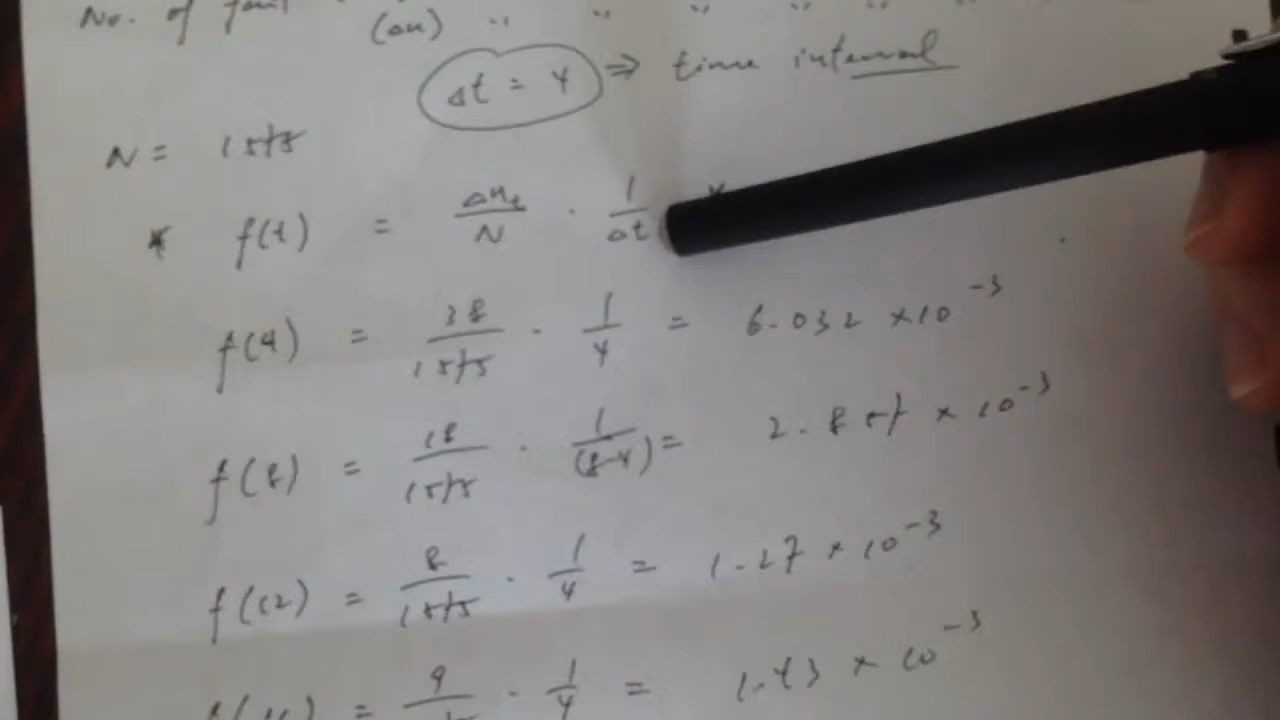 No. of fail
(Δn) " " " " " "
Δt = 4 ⇒ time interval
N = 1575
* f(t) = Δn_t/N · 1/Δt
f(4) = 38/1575 · 1/4 = 6.032 × 10^-3
f(8) = 18/1575 · 1/(8-4) = 2.857 × 10^-3
f(12) = 8/1575 · 1/4 = 1.27 × 10^-3
= 9/ · 1/4 = 1.43 × 10^-3